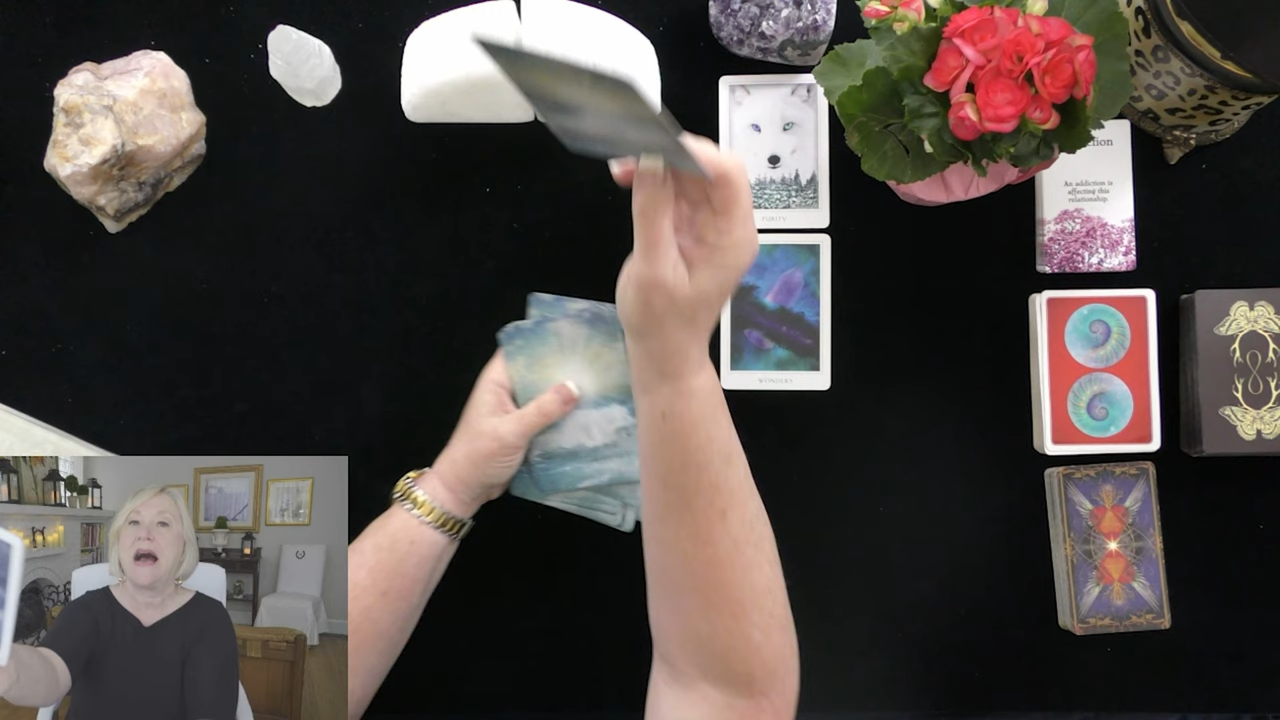 PURITY
WONDERS
An addiction is
affecting this
relationship.